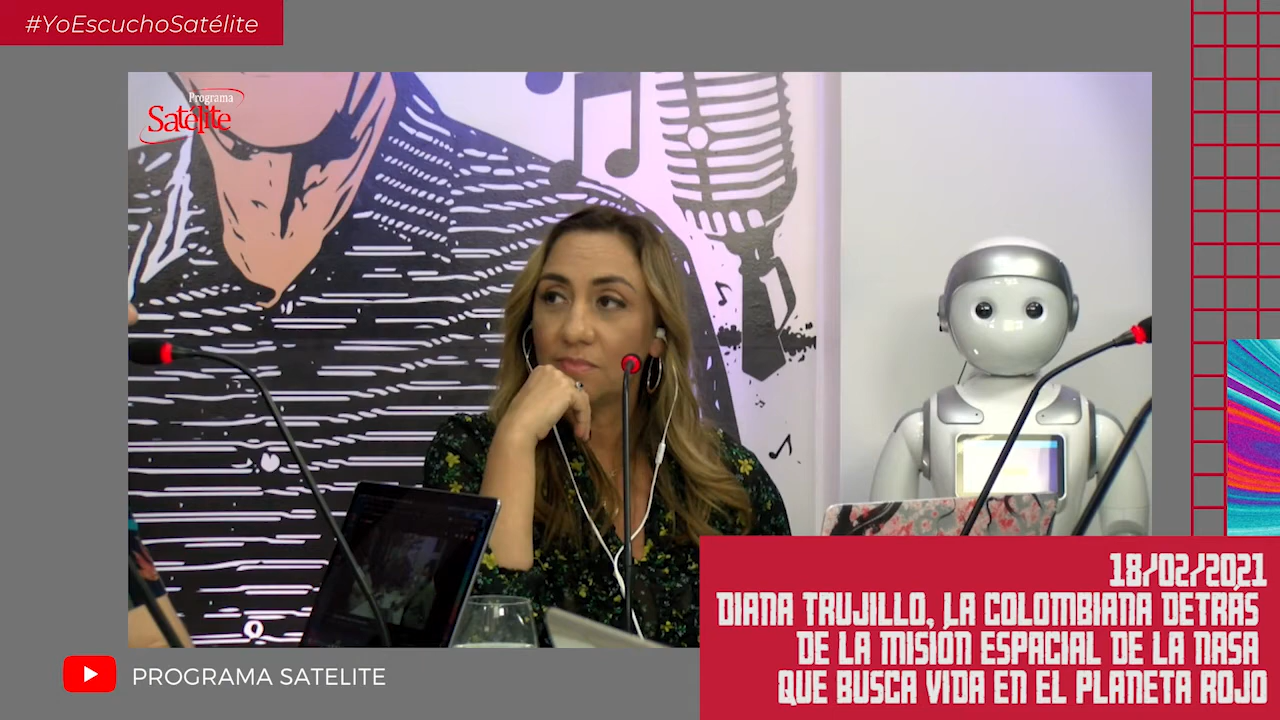 #YoEscuchoSatélite
Programa
Satélite
18/02/2021
DIANA TRUJILLO, LA COLOMBIANA DETRÁS
DE LA MISIÓN ESPACIAL DE LA NASA
QUE BUSCA VIDA EN EL PLANETA ROJO
PROGRAMA SATELITE